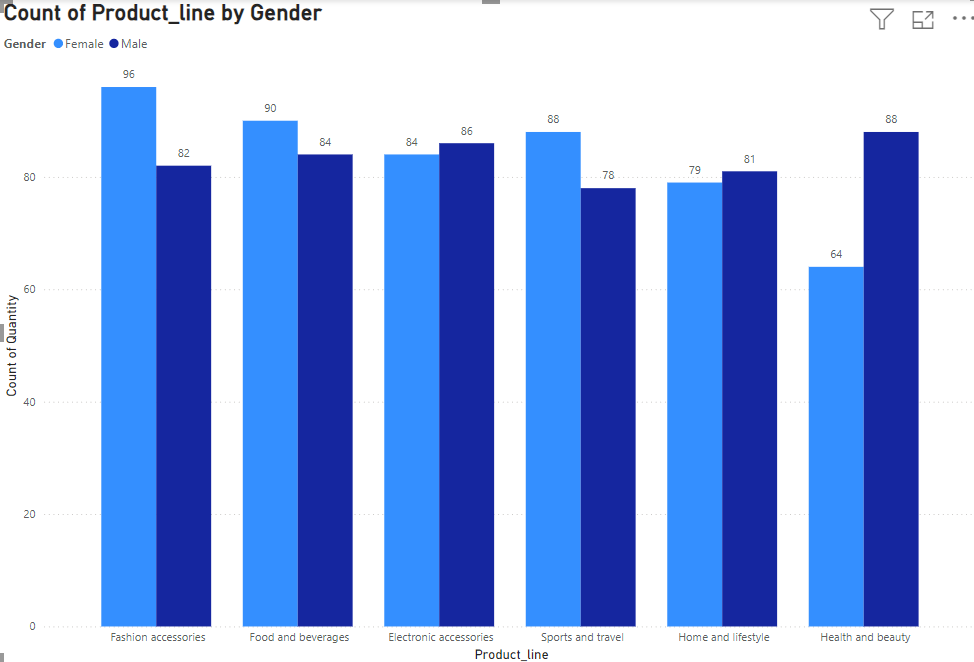 Count of Product_line by Gender
Gender Female Male
96
82
90
84
84
86
88
78
79
81
64
88
80
60
40
20
0
Count of Quantity
Fashion accessories
Food and beverages
Electronic accessories
Sports and travel
Home and lifestyle
Health and beauty
Product_line